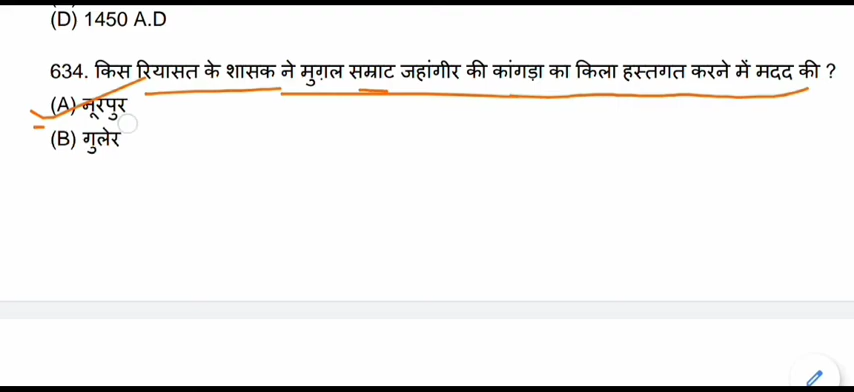 (D) 1450 A.D
634. किस रियासत के शासक ने मुग़ल सम्राट जहांगीर की कांगड़ा का किला हस्तगत करने में मदद की ?
(A) नूरपुर
(B) गुलेर